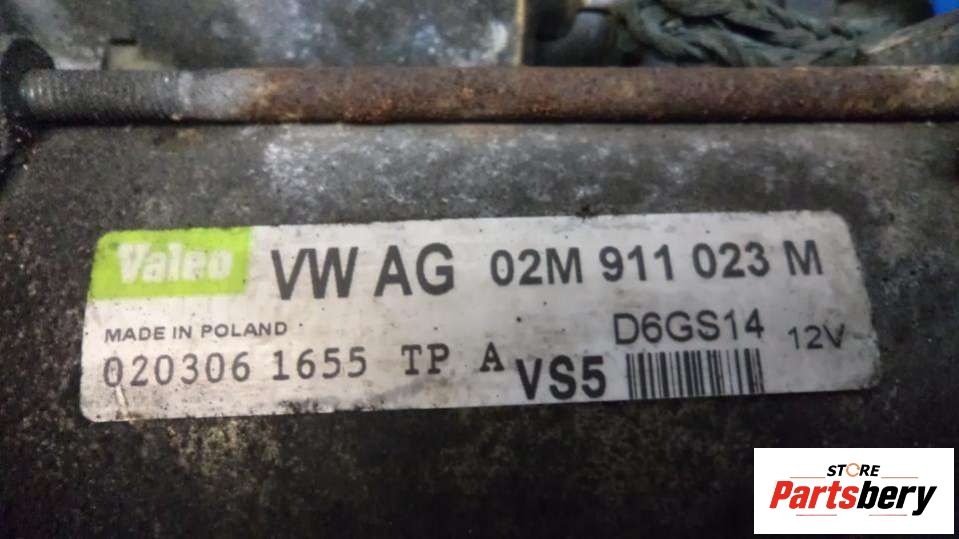 Valeo VW AG 02M 911 023 M
MADE IN POLAND D6GS14 12V
020306 1655 TP A VS5
STORE
Partsbery